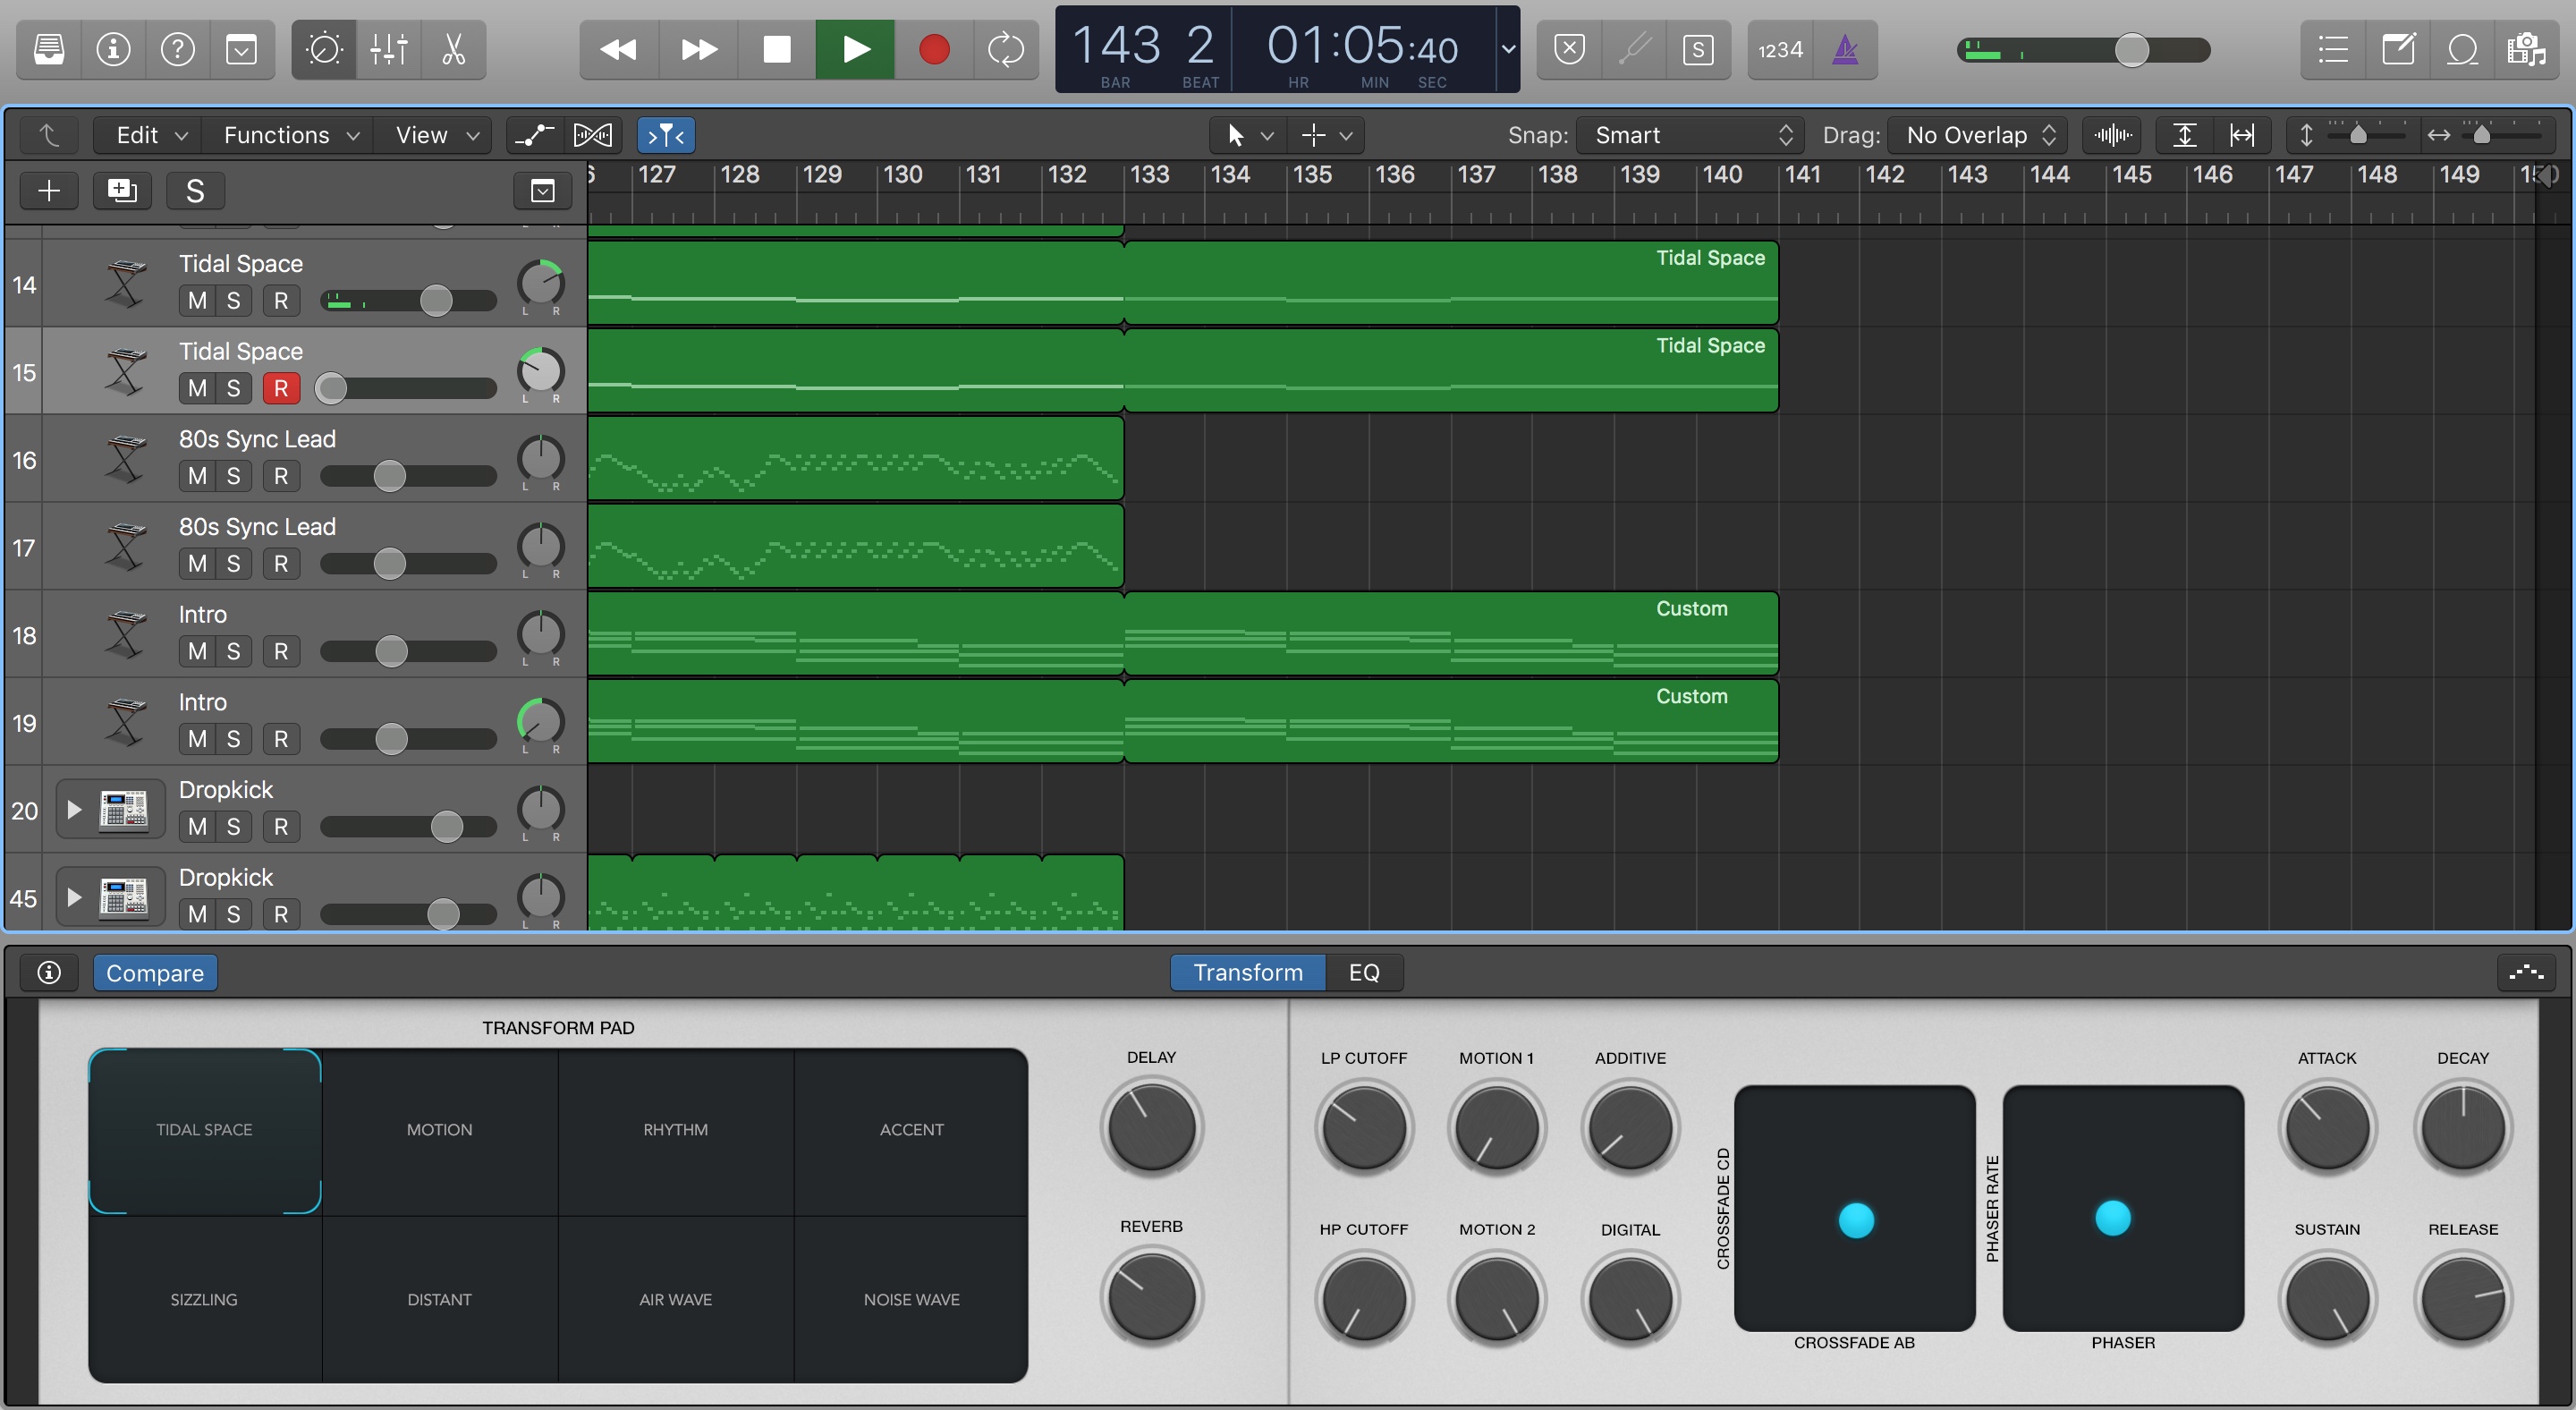 143 2 01:05:40
BAR BEAT HR MIN SEC
S
1234
Edit Functions View
Snap: Smart Drag: No Overlap
S
6 127 128 129 130 131 132 133 134 135 136 137 138 139 140 141 142 143 144 145 146 147 148 149
14 Tidal Space
M S R L R
Tidal Space
15 Tidal Space
M S R L R
Tidal Space
16 80s Sync Lead
M S R L R
17 80s Sync Lead
M S R L R
18 Intro
M S R L R
Custom
19 Intro
M S R L R
Custom
20 Dropkick
M S R L R
45 Dropkick
M S R
Compare
Transform EQ
TRANSFORM PAD
TIDAL SPACE MOTION RHYTHM ACCENT
SIZZLING DISTANT AIR WAVE NOISE WAVE
DELAY
REVERB
LP CUTOFF MOTION 1 ADDITIVE
HP CUTOFF MOTION 2 DIGITAL
CROSSFADE CD
CROSSFADE AB
PHASER RATE
PHASER
ATTACK DECAY
SUSTAIN RELEASE